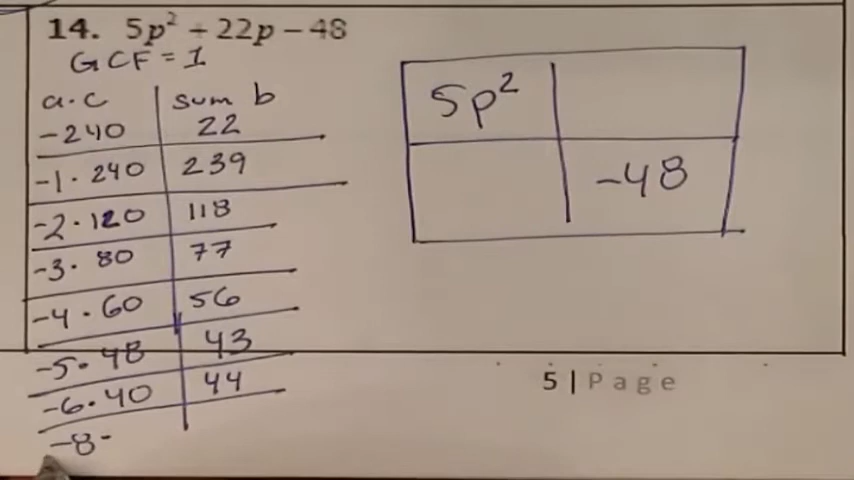 14. 5p² + 22p - 48
GCF = 1
a·c sum b
-240 22
-1·240 239
-2·120 118
-3·80 77
-4·60 56
-5·48 43
-6·40 44
-8·
5p²
-48
5 | Page